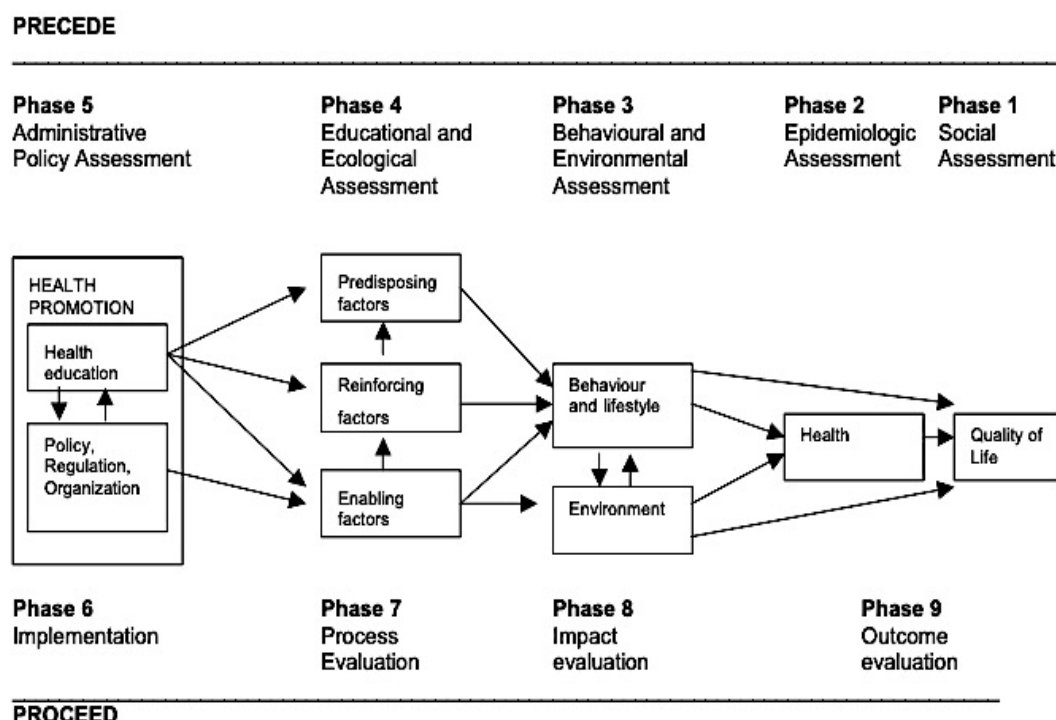 PRECEDE
Phase 5
Administrative
Policy Assessment
Phase 4
Educational and
Ecological
Assessment
Phase 3
Behavioural and
Environmental
Assessment
Phase 2
Epidemiologic
Assessment
Phase 1
Social
Assessment
HEALTH
PROMOTION
Health
education
Policy,
Regulation,
Organization
Predisposing
factors
Reinforcing
factors
Enabling
factors
Behaviour
and lifestyle
Environment
Health
Quality of
Life
Phase 6
Implementation
Phase 7
Process
Evaluation
Phase 8
Impact
evaluation
Phase 9
Outcome
evaluation
PROCEED